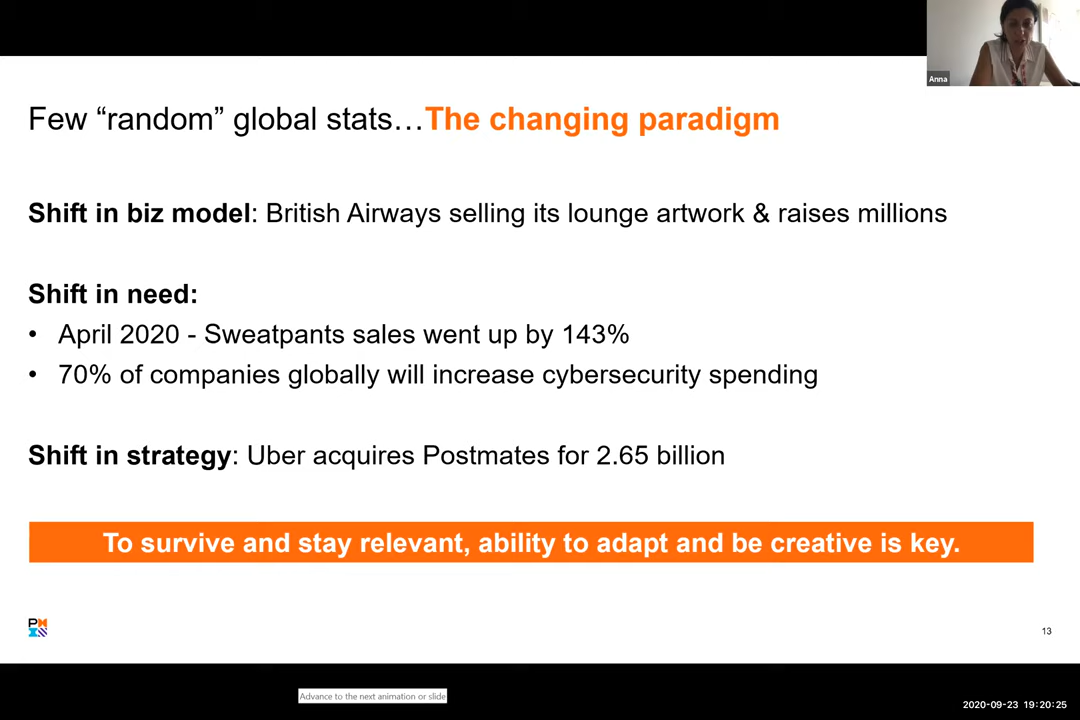 Anna
Few “random” global stats…The changing paradigm
Shift in biz model: British Airways selling its lounge artwork & raises millions
Shift in need:
• April 2020 - Sweatpants sales went up by 143%
• 70% of companies globally will increase cybersecurity spending
Shift in strategy: Uber acquires Postmates for 2.65 billion
To survive and stay relevant, ability to adapt and be creative is key.
13
Advance to the next animation or slide
2020-09-23 19:20:25